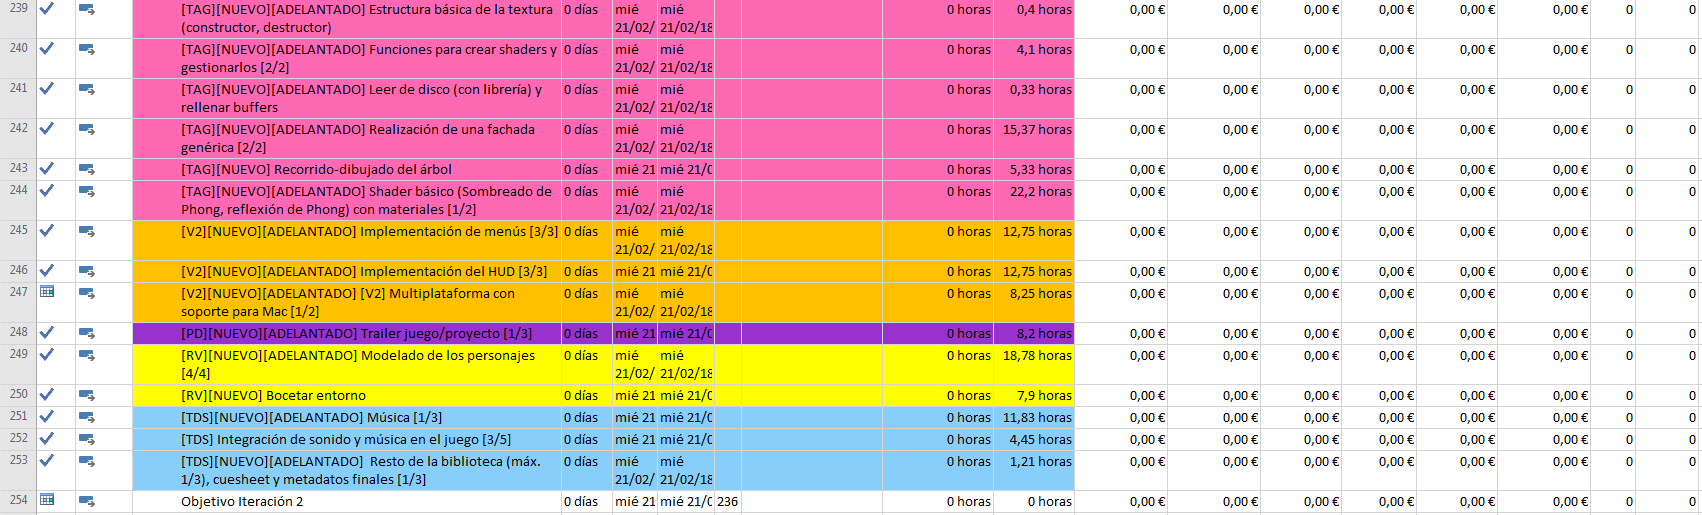 239 [TAG][NUEVO][ADELANTADO] Estructura básica de la textura 0 días mié mié 0 horas 0,4 horas 0,00 € 0,00 € 0,00 € 0,00 € 0,00 € 0,00 € 0 0
(constructor, destructor) 21/02/ 21/02/18
240 [TAG][NUEVO][ADELANTADO] Funciones para crear shaders y 0 días mié mié 0 horas 4,1 horas 0,00 € 0,00 € 0,00 € 0,00 € 0,00 € 0,00 € 0 0
gestionarlos [2/2] 21/02/ 21/02/18
241 [TAG][NUEVO][ADELANTADO] Leer de disco (con librería) y 0 días mié mié 0 horas 0,33 horas 0,00 € 0,00 € 0,00 € 0,00 € 0,00 € 0,00 € 0 0
rellenar buffers 21/02/ 21/02/18
242 [TAG][NUEVO][ADELANTADO] Realización de una fachada 0 días mié mié 0 horas 15,37 horas 0,00 € 0,00 € 0,00 € 0,00 € 0,00 € 0,00 € 0 0
genérica [2/2] 21/02/ 21/02/18
243 [TAG][NUEVO] Recorrido-dibujado del árbol 0 días mié 21 mié 21/0 0 horas 5,33 horas 0,00 € 0,00 € 0,00 € 0,00 € 0,00 € 0,00 € 0 0
244 [TAG][NUEVO][ADELANTADO] Shader básico (Sombreado de 0 días mié mié 0 horas 22,2 horas 0,00 € 0,00 € 0,00 € 0,00 € 0,00 € 0,00 € 0 0
Phong, reflexión de Phong) con materiales [1/2] 21/02/ 21/02/18
245 [V2][NUEVO][ADELANTADO] Implementación de menús [3/3] 0 días mié mié 0 horas 12,75 horas 0,00 € 0,00 € 0,00 € 0,00 € 0,00 € 0,00 € 0 0
21/02/ 21/02/18
246 [V2][NUEVO][ADELANTADO] Implementación del HUD [3/3] 0 días mié 21 mié 21/0 0 horas 12,75 horas 0,00 € 0,00 € 0,00 € 0,00 € 0,00 € 0,00 € 0 0
247 [V2][NUEVO][ADELANTADO] [V2] Multiplataforma con 0 días mié mié 0 horas 8,25 horas 0,00 € 0,00 € 0,00 € 0,00 € 0,00 € 0,00 € 0 0
soporte para Mac [1/2] 21/02/ 21/02/18
248 [PD][NUEVO][ADELANTADO] Trailer juego/proyecto [1/3] 0 días mié 21 mié 21/0 0 horas 8,2 horas 0,00 € 0,00 € 0,00 € 0,00 € 0,00 € 0,00 € 0 0
249 [RV][NUEVO][ADELANTADO] Modelado de los personajes 0 días mié mié 0 horas 18,78 horas 0,00 € 0,00 € 0,00 € 0,00 € 0,00 € 0,00 € 0 0
[4/4] 21/02/ 21/02/18
250 [RV][NUEVO] Bocetar entorno 0 días mié 21 mié 21/0 0 horas 7,9 horas 0,00 € 0,00 € 0,00 € 0,00 € 0,00 € 0,00 € 0 0
251 [TDS][NUEVO][ADELANTADO] Música [1/3] 0 días mié 21 mié 21/0 0 horas 11,83 horas 0,00 € 0,00 € 0,00 € 0,00 € 0,00 € 0,00 € 0 0
252 [TDS] Integración de sonido y música en el juego [3/5] 0 días mié 21 mié 21/0 0 horas 4,45 horas 0,00 € 0,00 € 0,00 € 0,00 € 0,00 € 0,00 € 0 0
253 [TDS][NUEVO][ADELANTADO] Resto de la biblioteca (máx. 0 días mié mié 0 horas 1,21 horas 0,00 € 0,00 € 0,00 € 0,00 € 0,00 € 0,00 € 0 0
1/3), cuesheet y metadatos finales [1/3] 21/02/ 21/02/18
254 Objetivo Iteración 2 0 días mié 21 mié 21/0 236 0 horas 0 horas 0,00 € 0,00 € 0,00 € 0,00 € 0,00 € 0,00 € 0 0